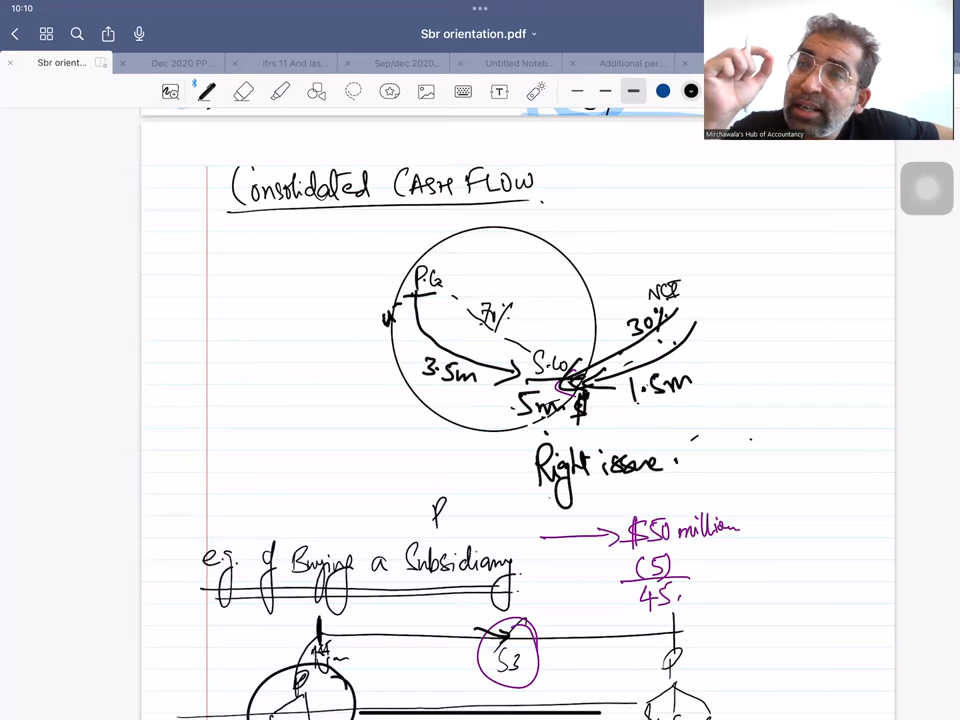 10:10
Sbr orientation.pdf
Sbr orient...
Dec 2020 PP...
ifrs 11 And ias...
Sep/dec 2020...
Untitled Noteb...
Additional per...
Mirchawala's Hub of Accountancy
Consolidated CASH FLOW.
P.Co
NCI
70%
30%
S.Co
3.5m
1.5m
5m
Right issue.
P
$50 million
e.g. of Buying a Subsidiary.
(5)
45.
S3
P
P